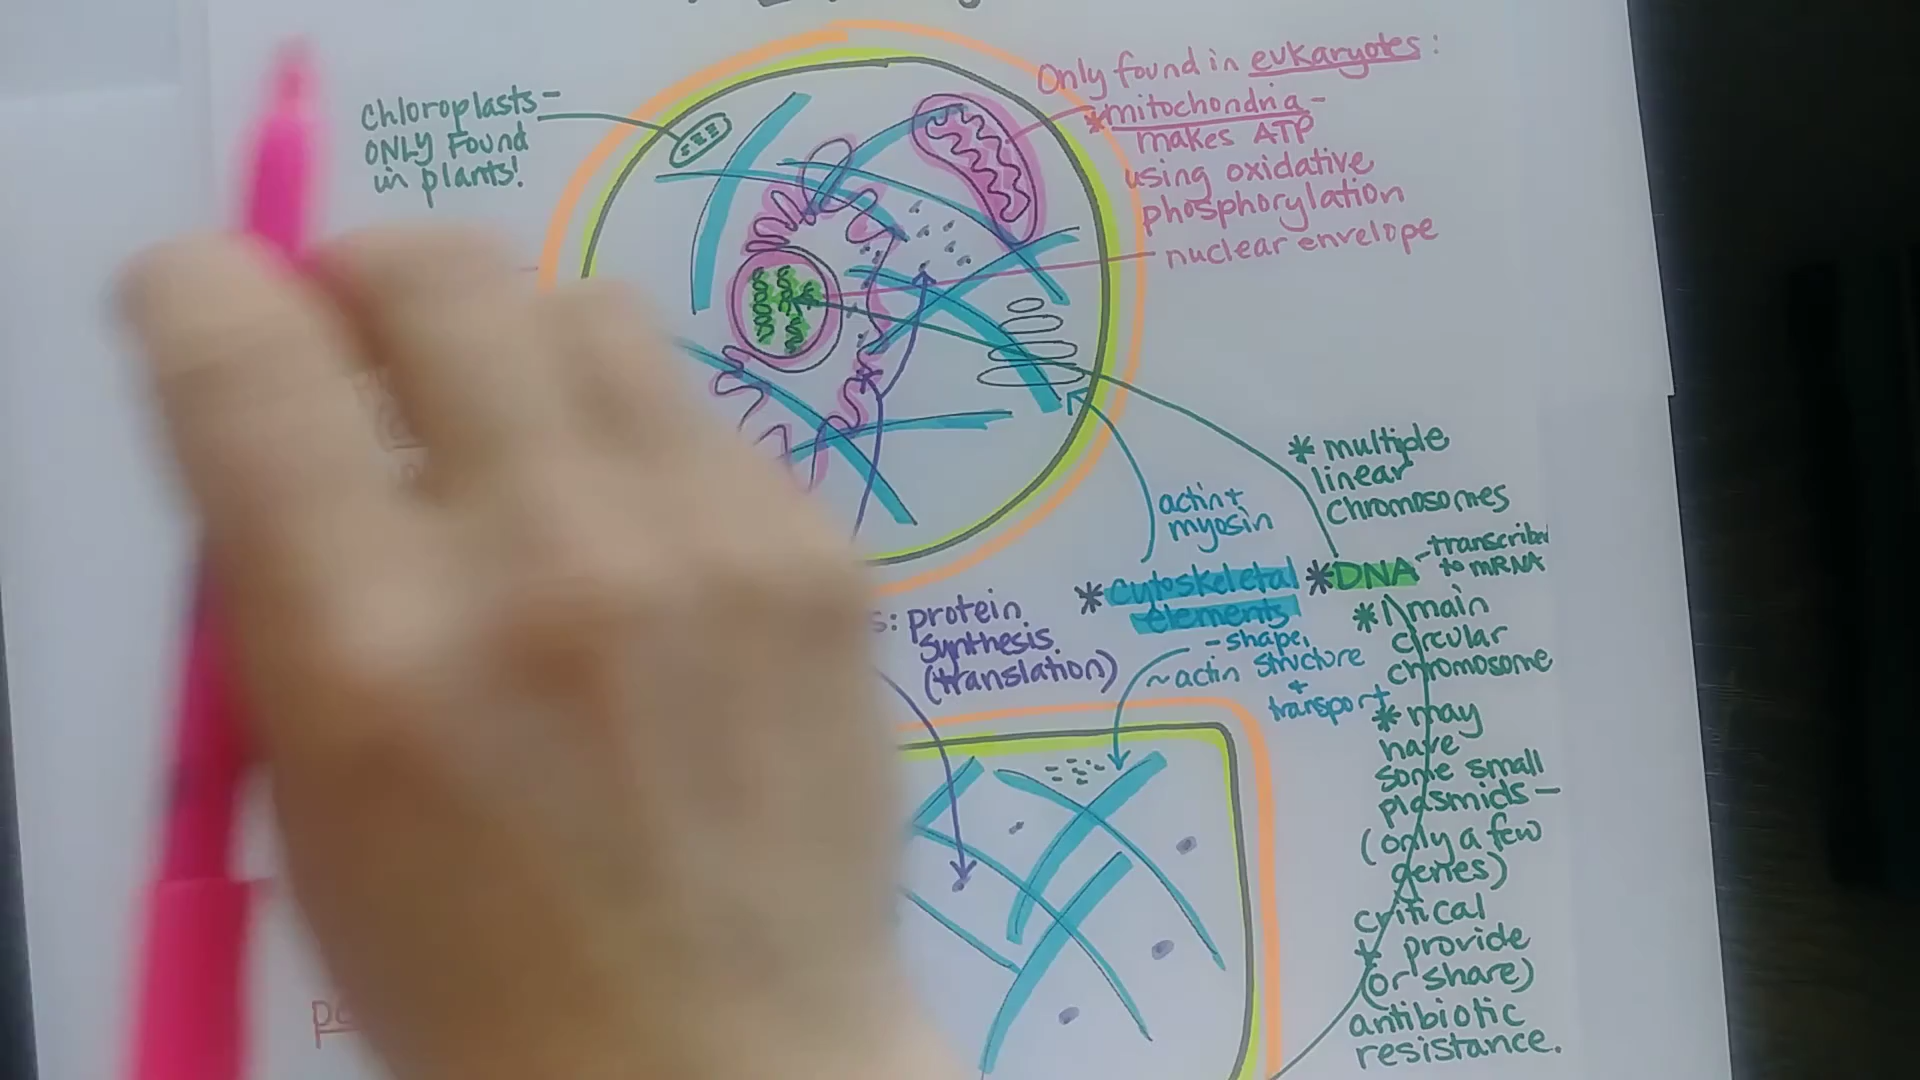 Chloroplasts-
ONLY Found
in plants!
Only found in eukaryotes:
*mitochondria-
makes ATP
using oxidative
phosphorylation
nuclear envelope
* multiple
linear
chromosomes
actin+
myosin
* cytoskeletal
elements
- shape,
~ actin structure
+
transport
* DNA - transcribed
to mRNA
* 1 main
circular
chromosome
* may
have
some small
plasmids-
(only a few
genes)
critical
* provide
(or share)
antibiotic
resistance.
s: protein
synthesis.
(translation)